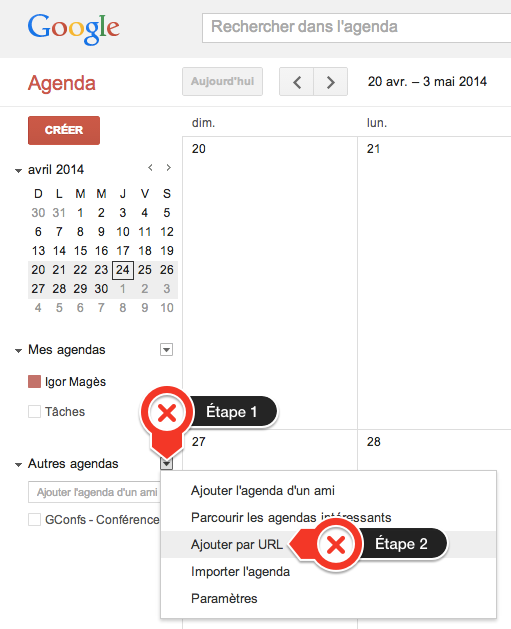 Google
Rechercher dans l'agenda
Agenda
Aujourd'hui
20 avr. – 3 mai 2014
CRÉER
dim.
lun.
20
21
avril 2014
D L M M J V S
30 31 1 2 3 4 5
6 7 8 9 10 11 12
13 14 15 16 17 18 19
20 21 22 23 24 25 26
27 28 29 30 1 2 3
4 5 6 7 8 9 10
Mes agendas
Igor Magès
Tâches
Étape 1
27
28
Autres agendas
Ajouter l'agenda d'un ami
GConfs - Conférence
Ajouter l'agenda d'un ami
Parcourir les agendas intéressants
Ajouter par URL
Étape 2
Importer l'agenda
Paramètres